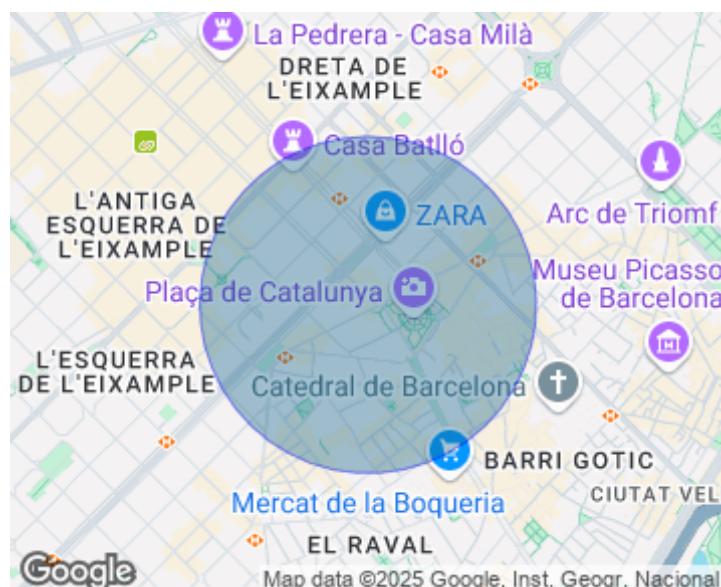 La Pedrera - Casa Milà
DRETA DE
L'EIXAMPLE
Casa Batlló
L'ANTIGA
ESQUERRA DE
L'EIXAMPLE
ZARA
Arc de Triomf
Plaça de Catalunya
Museu Picasso
de Barcelona
L'ESQUERRA
DE L'EIXAMPLE
Catedral de Barcelona
BARRI GOTIC
Mercat de la Boqueria
CIUTAT VEL
EL RAVAL
Google
Map data ©2025 Google, Inst. Geogr. Nacional